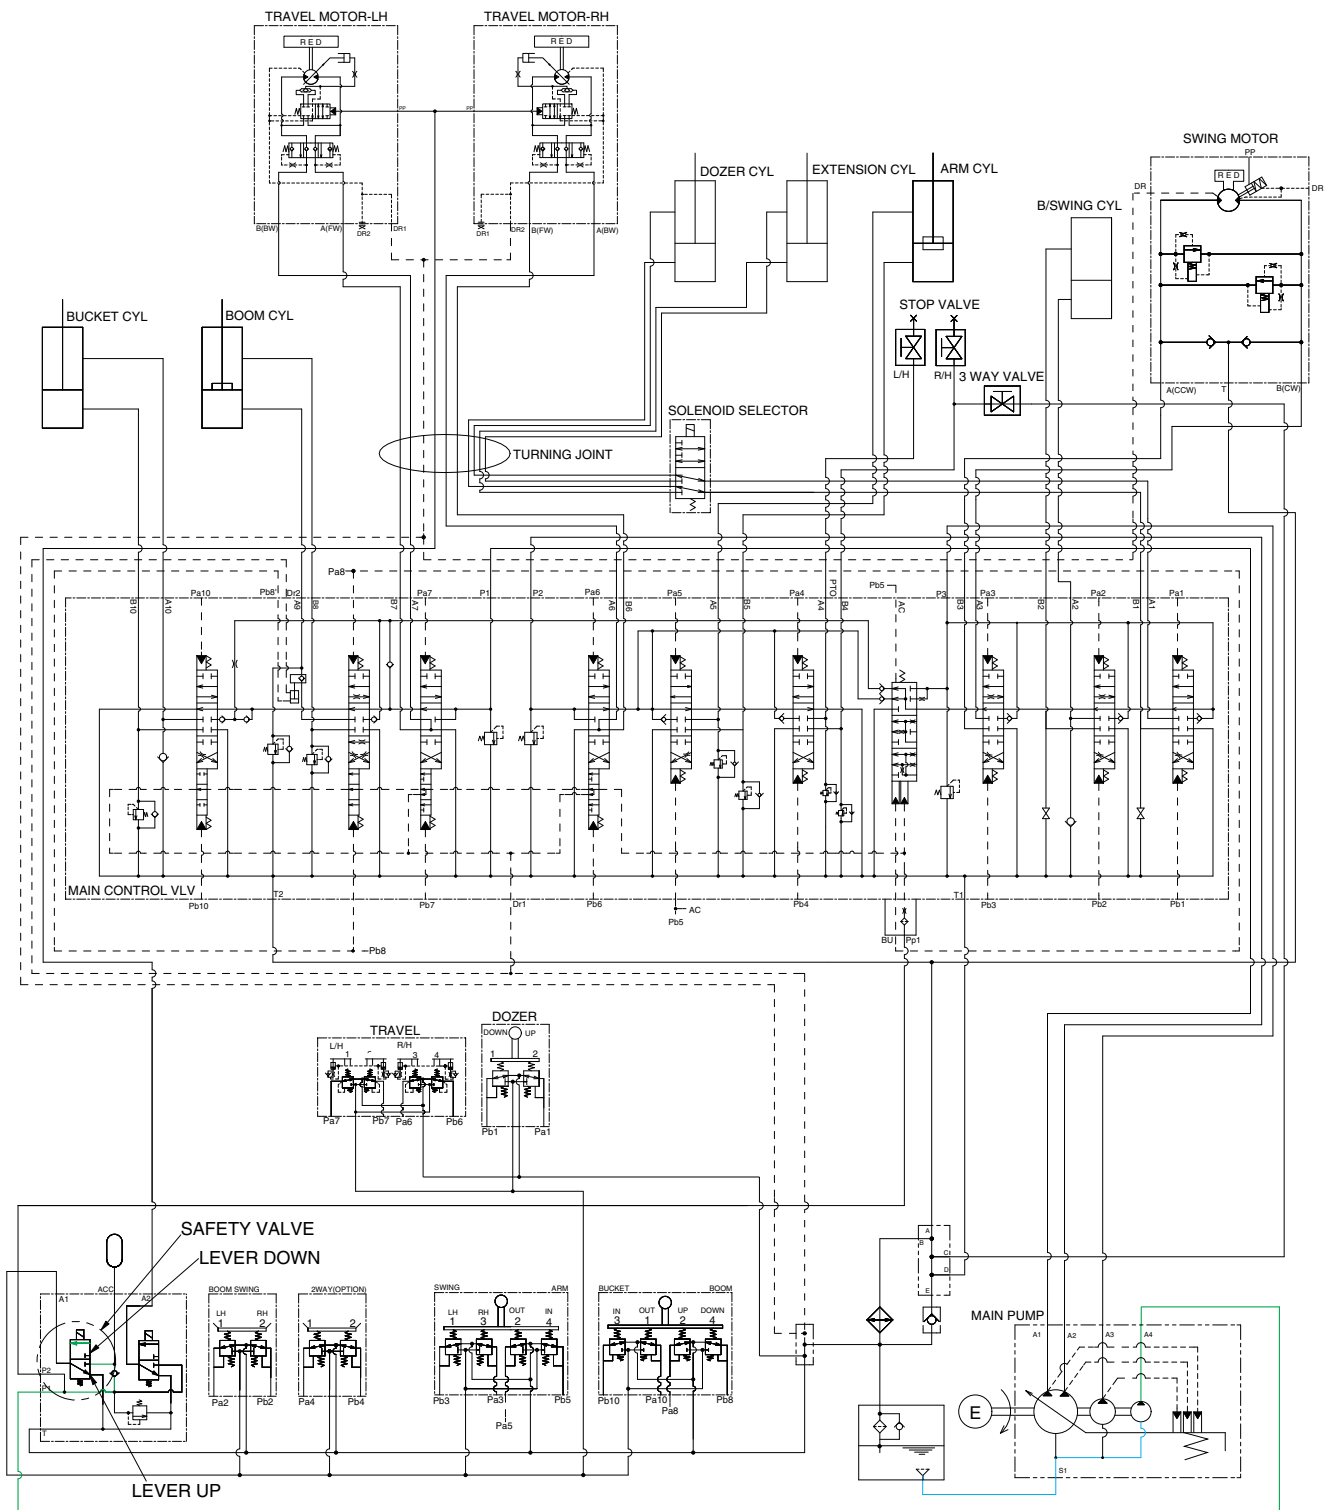 TRAVEL MOTOR-LH
TRAVEL MOTOR-RH
RED
RED
PP
PP
B(BW)
A(FW)
DR2
DR1
DR1
DR2
B(FW)
A(BW)
DOZER CYL
EXTENSION CYL
ARM CYL
B/SWING CYL
SWING MOTOR
PP
RED
DR
DR
A(CCW)
T
B(CW)
BUCKET CYL
BOOM CYL
STOP VALVE
L/H
R/H
3 WAY VALVE
SOLENOID SELECTOR
TURNING JOINT
Pa8
Pb5
B10
A10
Pa10
Pb8'
Dr2
A9
B8
B7
A7
Pa7
P1
P2
Pa6
A6
B6
Pa5
A5
B5
Pa4
PTO
A4
B4
AC
P3
B3
A3
Pa3
B2
A2
Pa2
B1
A1
Pa1
MAIN CONTROL VLV
Pb10
T2
Pb7
Dr1
Pb6
AC
Pb5
Pb4
T1
Pb3
Pb2
Pb1
BU
Pp1
Pb8
TRAVEL
L/H
R/H
1
3
4
Pa7
Pb7
Pa6
Pb6
DOZER
DOWN
UP
1
2
Pb1
Pa1
SAFETY VALVE
LEVER DOWN
ACC
A1
A2
P2
P1
T
LEVER UP
BOOM SWING
LH
RH
1
2
Pa2
Pb2
2WAY(OPTION)
1
2
Pa4
Pb4
SWING
ARM
LH
RH
OUT
IN
1
3
2
4
Pb3
Pa3
Pb5
Pa5
BUCKET
BOOM
IN
OUT
UP
DOWN
3
1
2
4
Pb10
Pa10
Pb8
Pa8
A
B
C
D
E
MAIN PUMP
A1
A2
A3
A4
E
S1